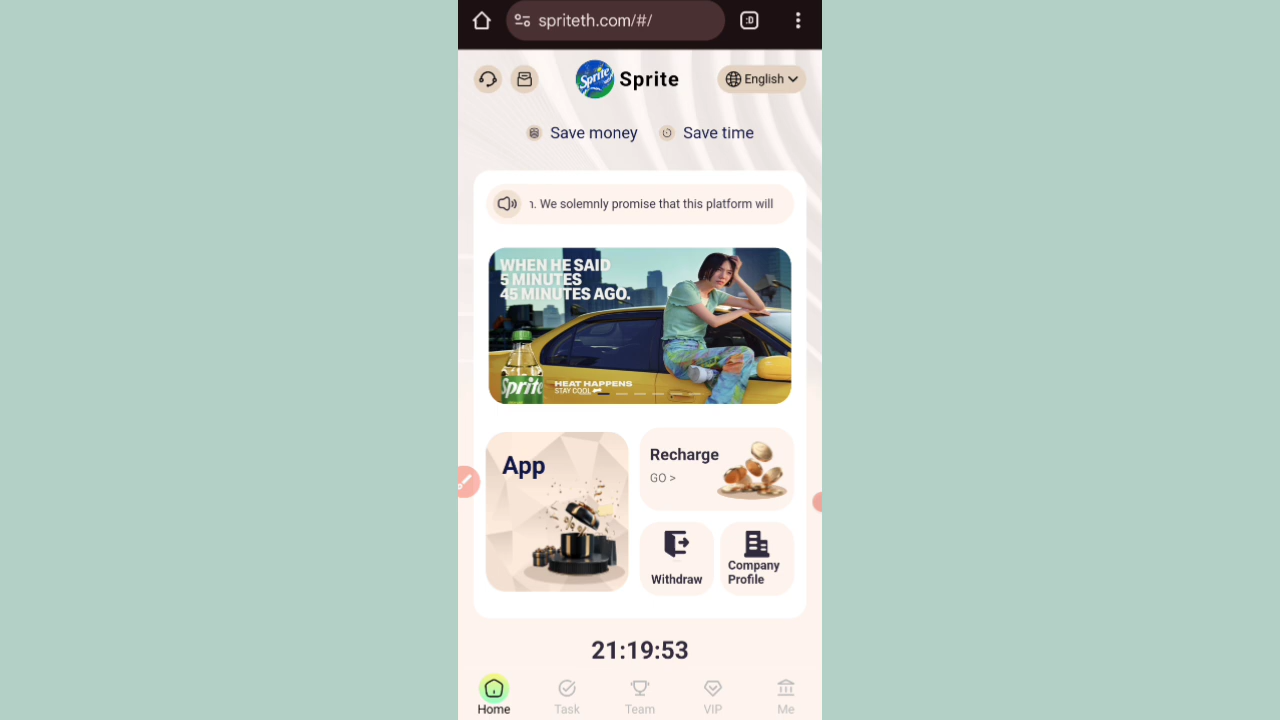 spriteth.com/#/
:D
Sprite
Sprite
English
Save money
Save time
. We solemnly promise that this platform will
WHEN HE SAID
5 MINUTES
45 MINUTES AGO.
Sprite
HEAT HAPPENS
STAY COOL
App
Recharge
GO >
Withdraw
Company
Profile
21:19:53
Home
Task
Team
VIP
Me